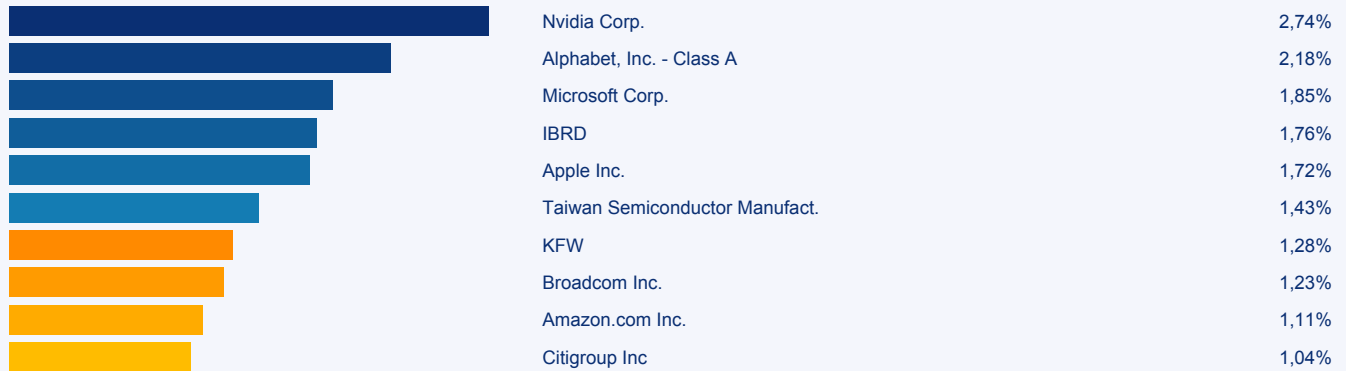 Nvidia Corp. 2,74%
Alphabet, Inc. - Class A 2,18%
Microsoft Corp. 1,85%
IBRD 1,76%
Apple Inc. 1,72%
Taiwan Semiconductor Manufact. 1,43%
KFW 1,28%
Broadcom Inc. 1,23%
Amazon.com Inc. 1,11%
Citigroup Inc 1,04%